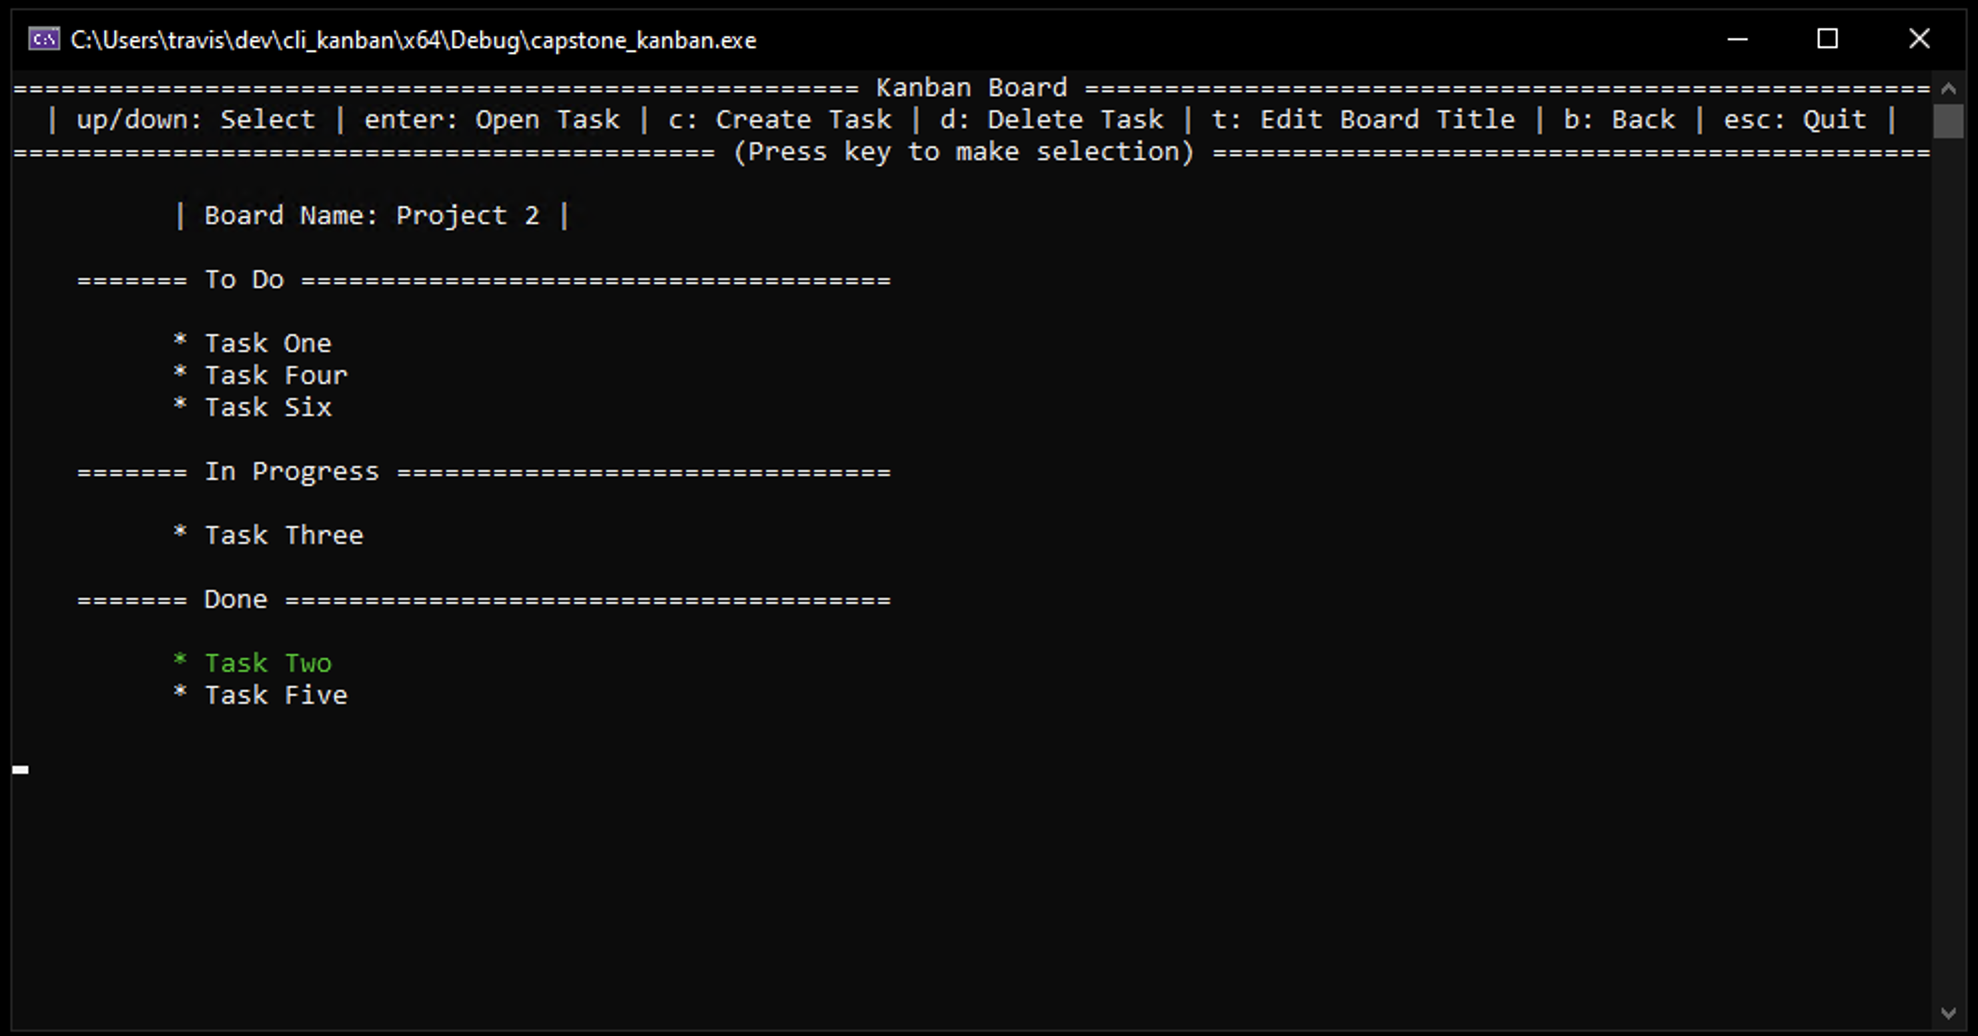 C:\Users\travis\dev\cli_kanban\x64\Debug\capstone_kanban.exe
===================================================== Kanban Board =====================================================
| up/down: Select | enter: Open Task | c: Create Task | d: Delete Task | t: Edit Board Title | b: Back | esc: Quit |
============================================ (Press key to make selection) =============================================
| Board Name: Project 2 |
======= To Do =====================================
* Task One
* Task Four
* Task Six
======= In Progress ===============================
* Task Three
======= Done ======================================
* Task Two
* Task Five